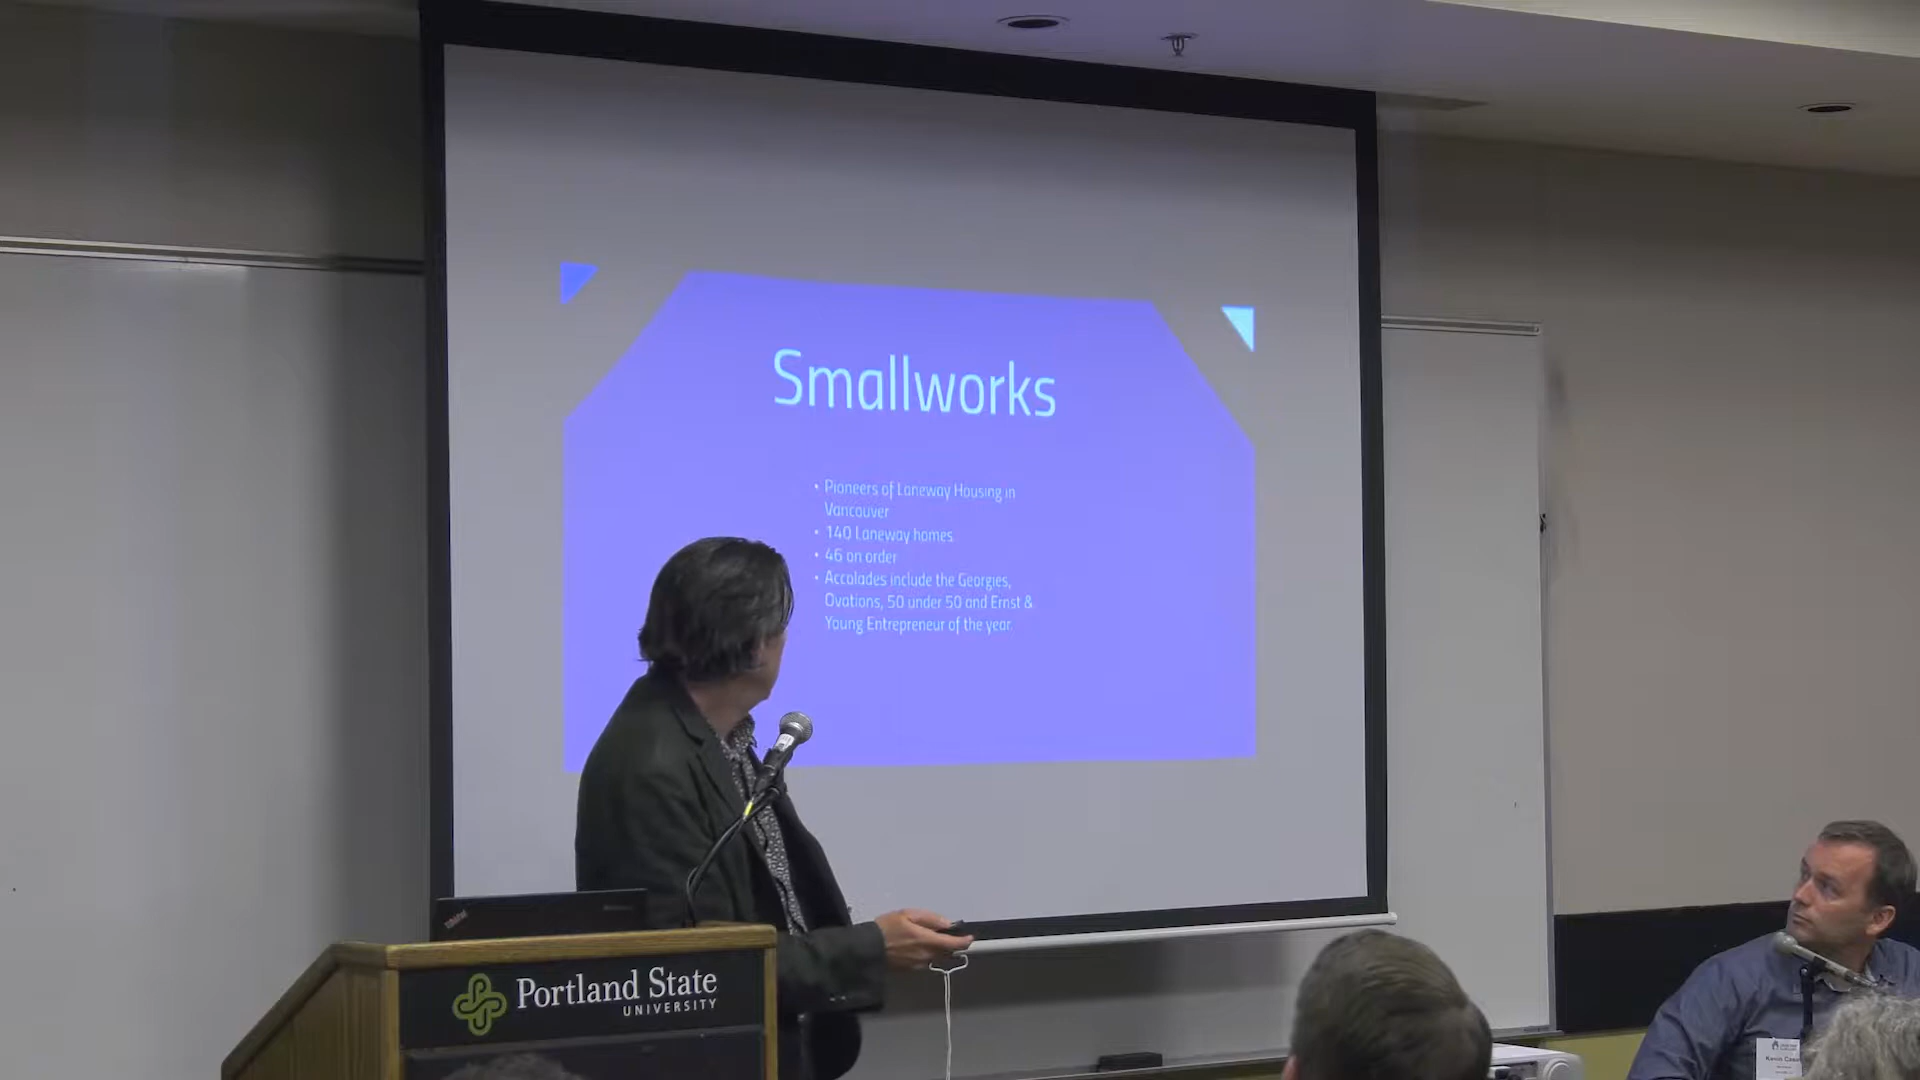 Smallworks
• Pioneers of Laneway Housing in
Vancouver
• 140 Laneway homes
• 46 on order
• Accolades include the Georgies,
Ovations, 50 under 50 and Ernst &
Young Entrepreneur of the year.
Portland State
UNIVERSITY
Kevin